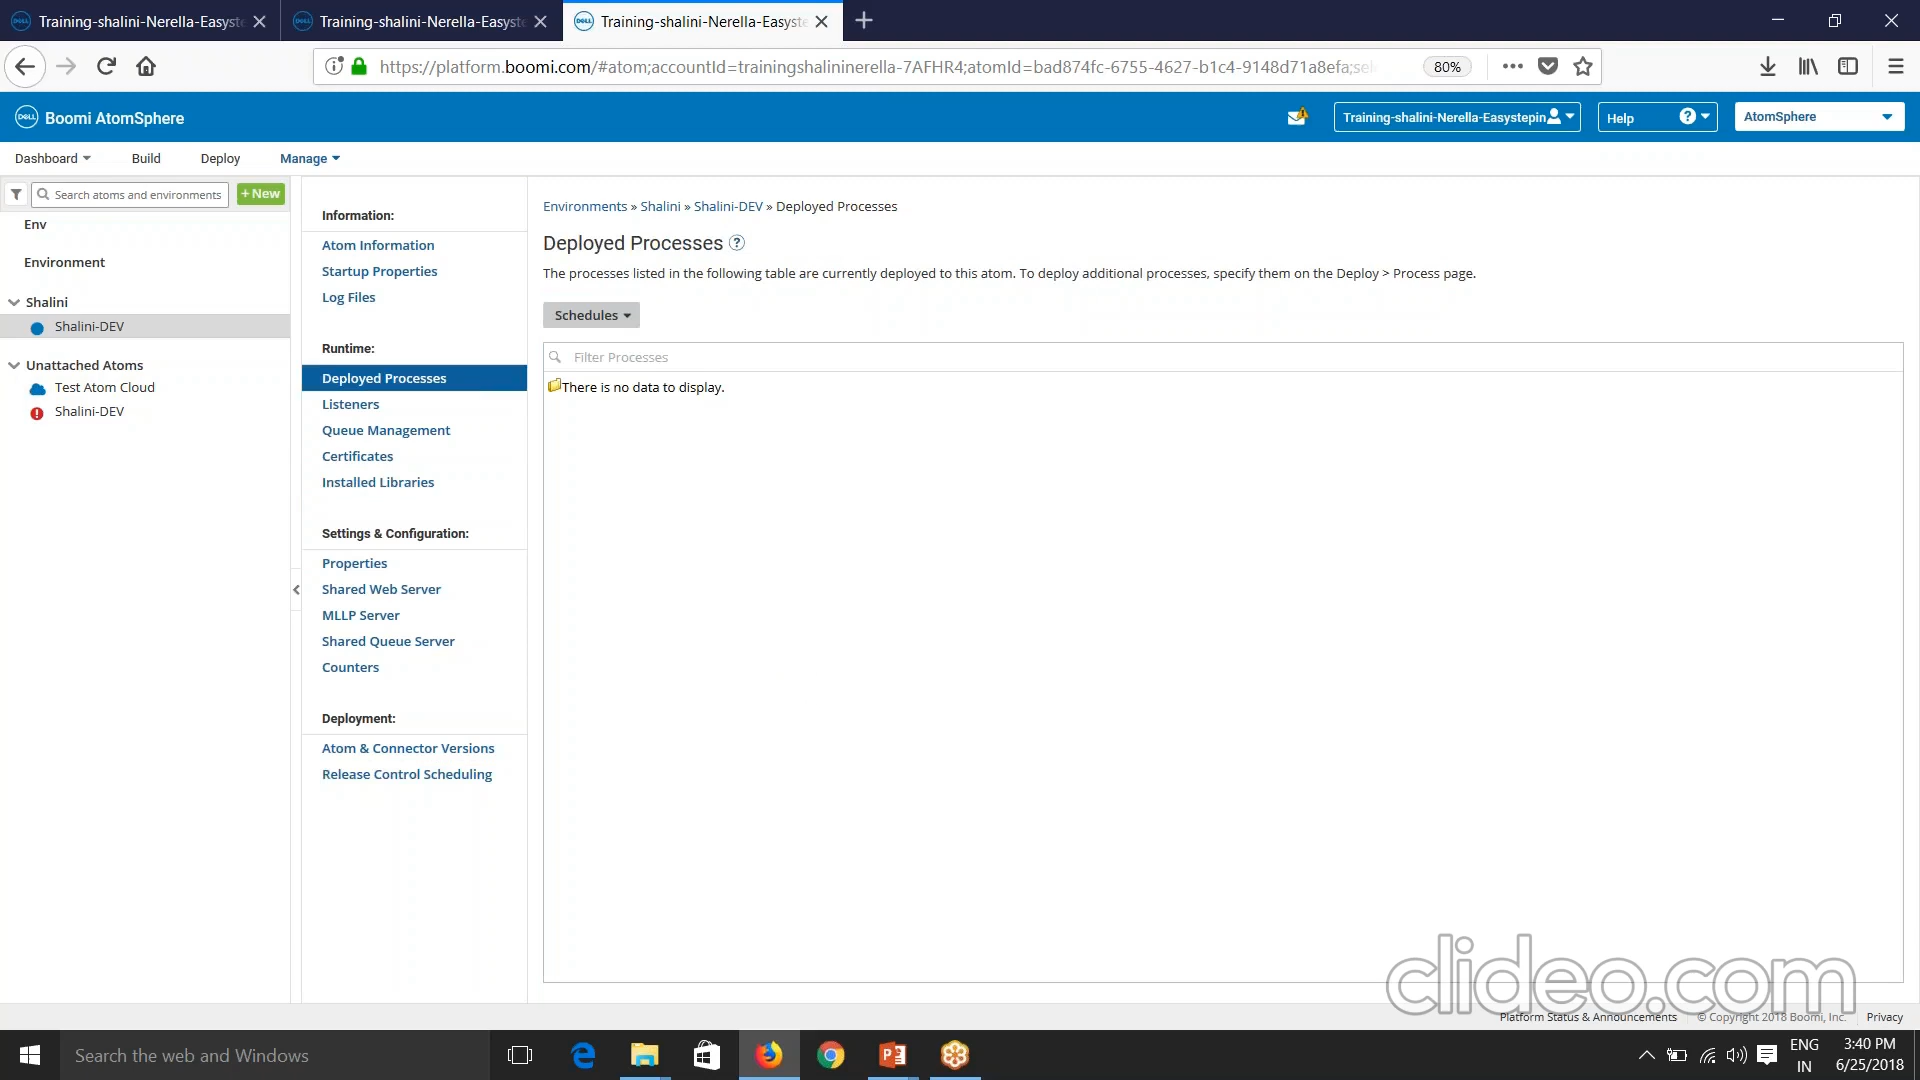 Training-shalini-Nerella-Easyste
Training-shalini-Nerella-Easyste
Training-shalini-Nerella-Easyste
https://platform.boomi.com/#atom;accountId=trainingshalininerella-7AFHR4;atomId=bad874fc-6755-4627-b1c4-9148d71a8efa;sel
80%
DELL
Boomi AtomSphere
Training-shalini-Nerella-Easystepin
Help
AtomSphere
Dashboard
Build
Deploy
Manage
Search atoms and environments
+ New
Env
Environment
Shalini
Shalini-DEV
Unattached Atoms
Test Atom Cloud
Shalini-DEV
Information:
Atom Information
Startup Properties
Log Files
Runtime:
Deployed Processes
Listeners
Queue Management
Certificates
Installed Libraries
Settings & Configuration:
Properties
Shared Web Server
MLLP Server
Shared Queue Server
Counters
Deployment:
Atom & Connector Versions
Release Control Scheduling
Environments » Shalini » Shalini-DEV » Deployed Processes
Deployed Processes
The processes listed in the following table are currently deployed to this atom. To deploy additional processes, specify them on the Deploy > Process page.
Schedules
Filter Processes
There is no data to display.
clideo.com
Platform Status & Announcements
© Copyright 2018 Boomi, Inc.
Privacy
Search the web and Windows
ENG
IN
3:40 PM
6/25/2018